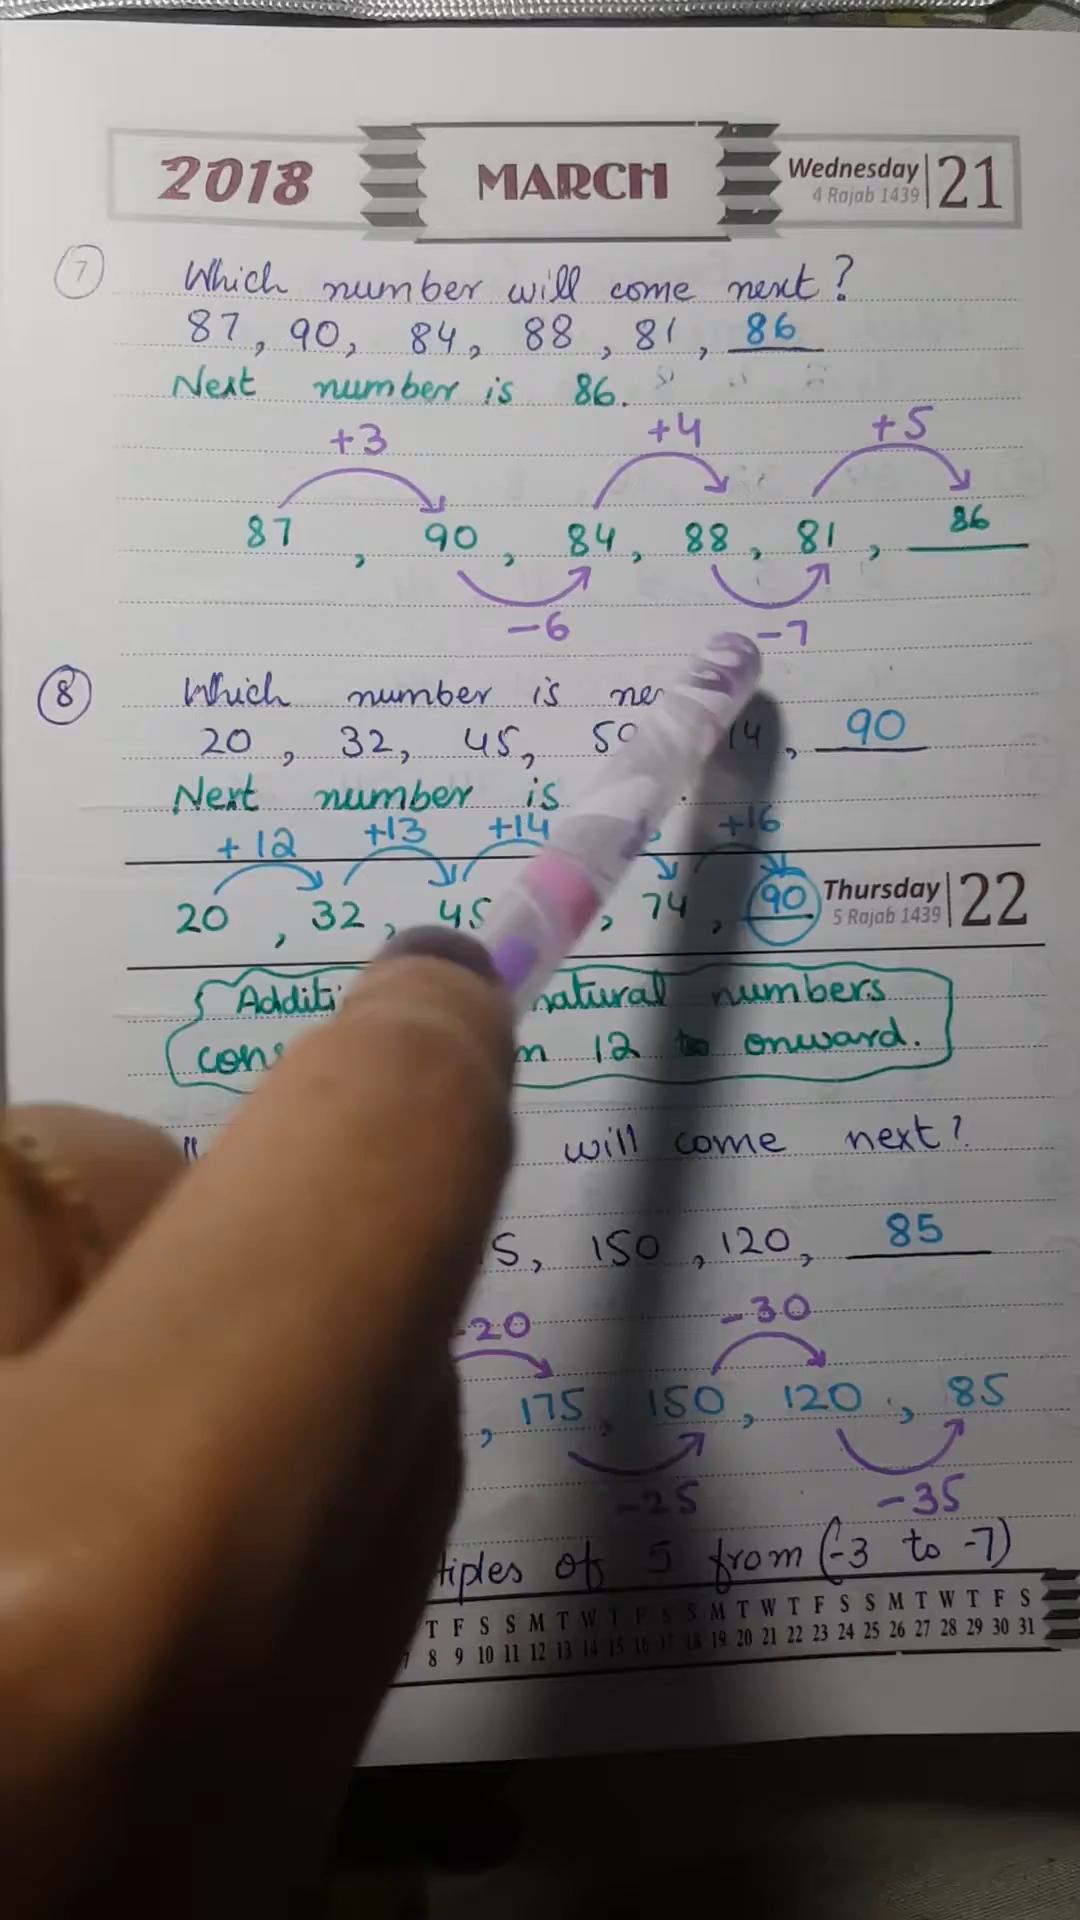 2018 MARCH Wednesday 4 Rajab 1439 21
7 Which number will come next?
87, 90, 84, 88, 81, 86
Next number is 86.
+3 +4 +5
87, 90, 84, 88, 81, 86
-6 -7
8 Which number is
20, 32, 45, 14, 90
Next number is
+12 +13 +14 +16
20, 32, 45, 74, 90 Thursday 5 Rajab 1439 22
natural numbers
12 to onward.
will come next?
150, 120, 85
-20 -30
, 175, 150, 120, 85
-25 -35
of 5 from (-3 to -7)
T F S S M T W T F S S M T W T F S S M T W T F S
8 9 10 11 12 13 14 15 16 17 18 19 20 21 22 23 24 25 26 27 28 29 30 31